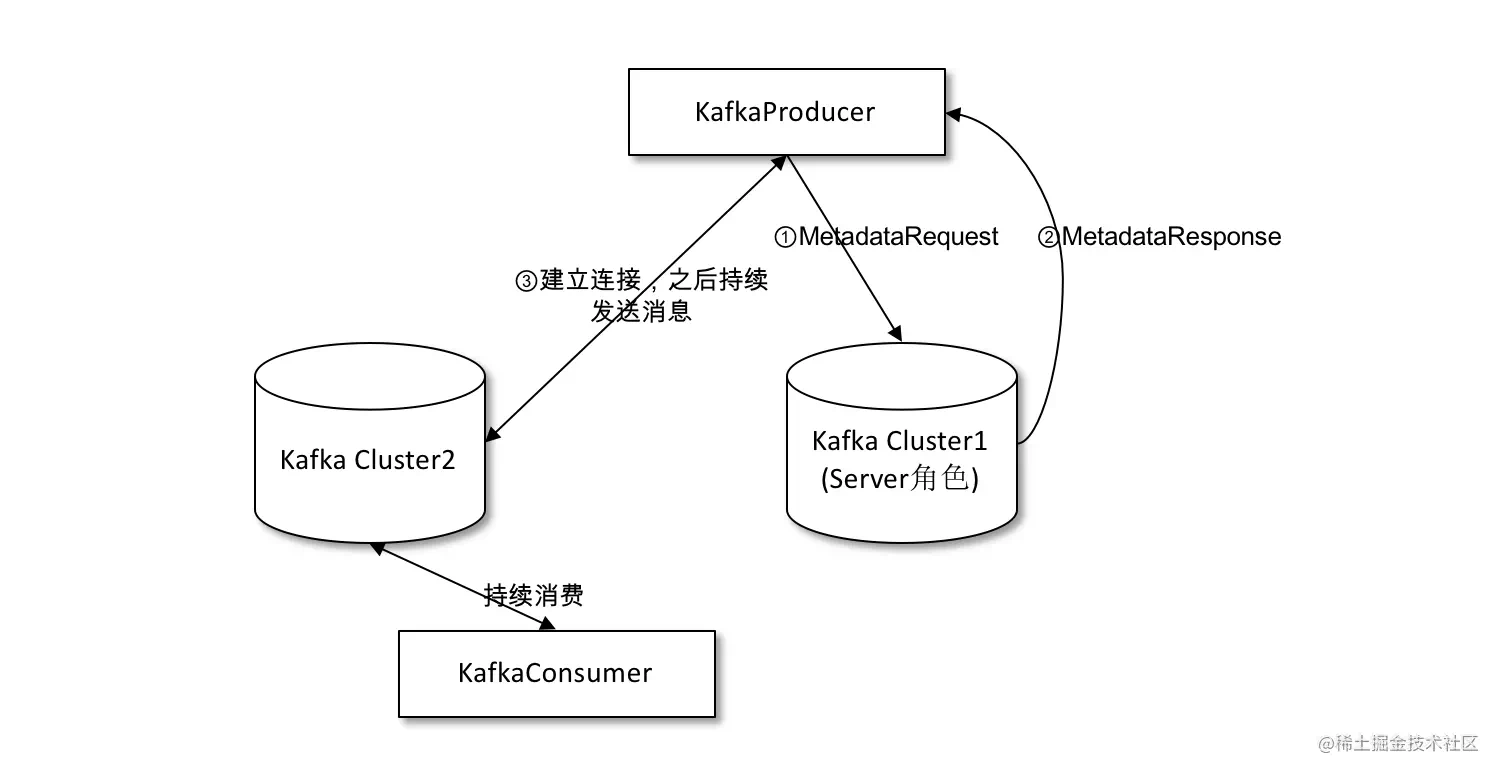 KafkaProducer
①MetadataRequest
②MetadataResponse
③建立连接，之后持续
发送消息
Kafka Cluster2
Kafka Cluster1
(Server角色)
持续消费
KafkaConsumer
@稀土掘金技术社区